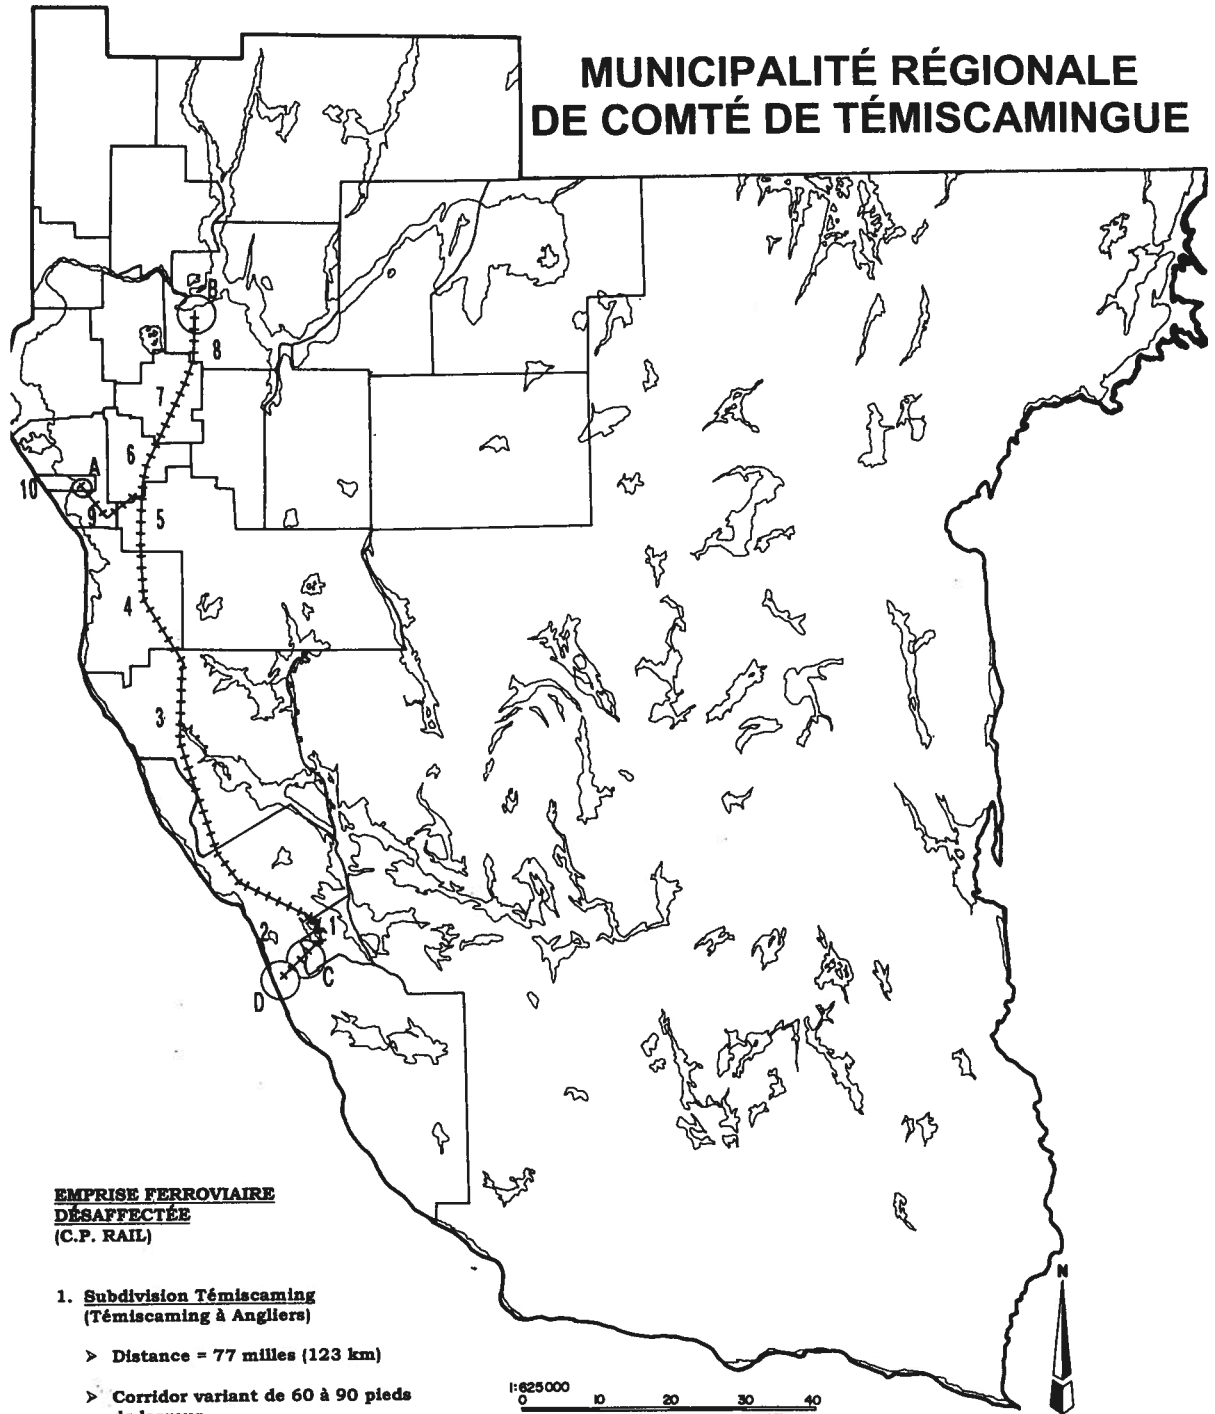 MUNICIPALITÉ RÉGIONALE
DE COMTÉ DE TÉMISCAMINGUE
B
8
7
6
A
10
9
5
4
3
2
1
C
D
EMPRISE FERROVIAIRE
DÉSAFFECTÉE
(C.P. RAIL)
1. Subdivision Témiscaming
(Témiscaming à Angliers)
➢ Distance = 77 milles (123 km)
➢ Corridor variant de 60 à 90 pieds
N
1:625000
0 10 20 30 40